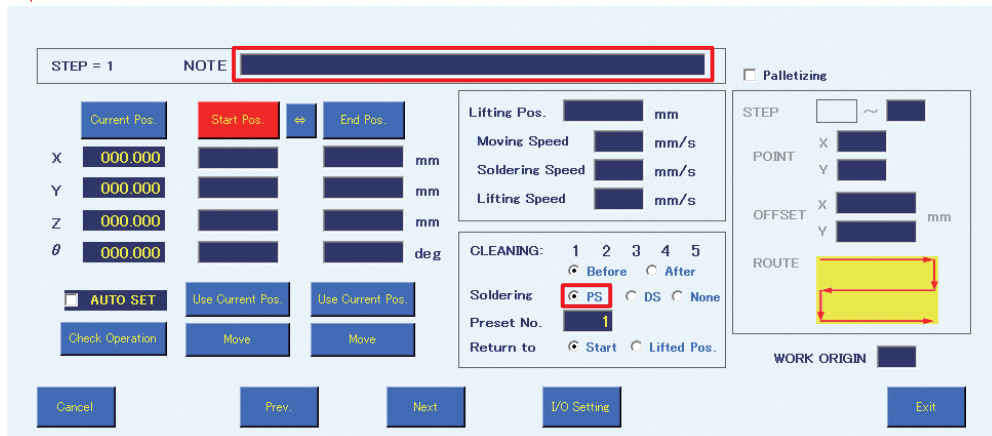 STEP = 1 NOTE
Palletizing
Current Pos. Start Pos. ⇔ End Pos.
X 000.000 mm
Y 000.000 mm
Z 000.000 mm
θ 000.000 deg
AUTO SET Use Current Pos. Use Current Pos.
Check Operation Move Move
Lifting Pos. mm
Moving Speed mm/s
Soldering Speed mm/s
Lifting Speed mm/s
CLEANING: 1 2 3 4 5
Before After
Soldering PS DS None
Preset No. 1
Return to Start Lifted Pos.
STEP ~
POINT X
Y
OFFSET X
Y mm
ROUTE
WORK ORIGIN
Cancel Prev. Next I/O Setting Exit